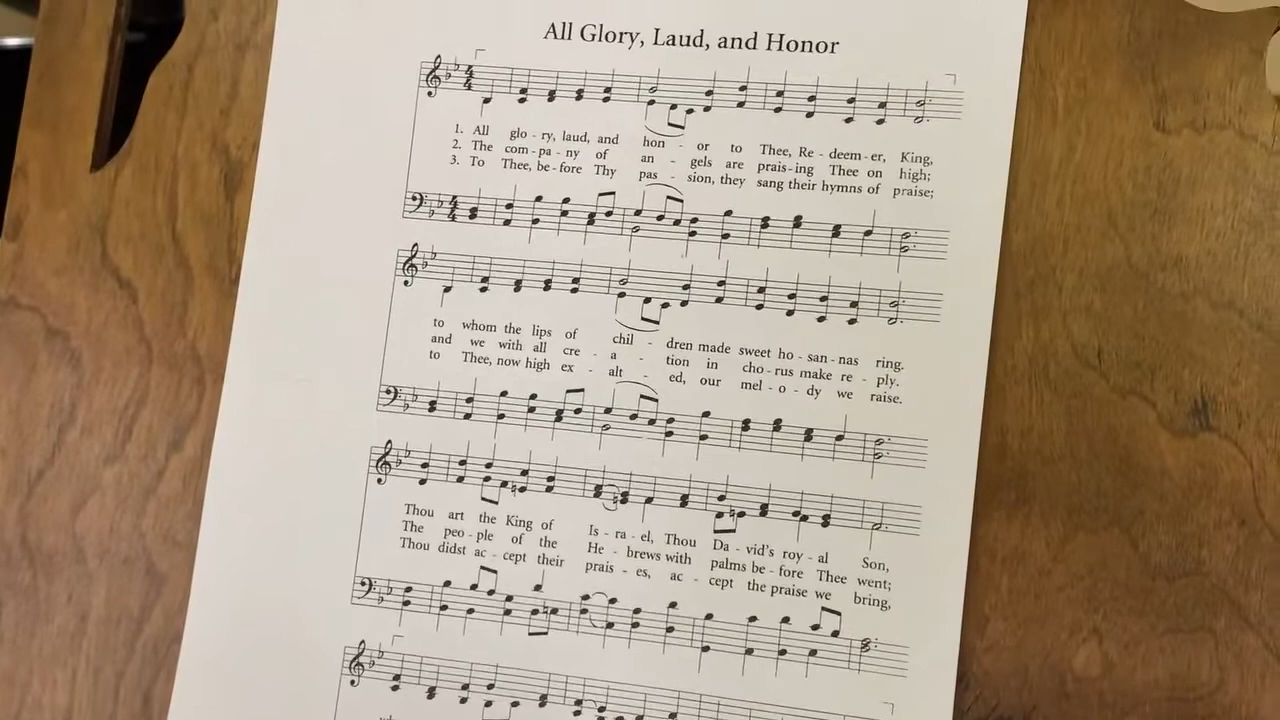 All Glory, Laud, and Honor
4
4
1. All glo - ry, laud, and hon - or to Thee, Re - deem - er, King,
2. The com - pa - ny of an - gels are prais - ing Thee on high;
3. To Thee, be - fore Thy pas - sion, they sang their hymns of praise;
4
4
to whom the lips of chil - dren made sweet ho - san - nas ring.
and we with all cre - a - tion in cho - rus make re - ply.
to Thee, now high ex - alt - ed, our mel - o - dy we raise.
Thou art the King of Is - ra - el, Thou Da - vid's roy - al Son,
The peo - ple of the He - brews with palms be - fore Thee went;
Thou didst ac - cept their prais - es, ac - cept the praise we bring,